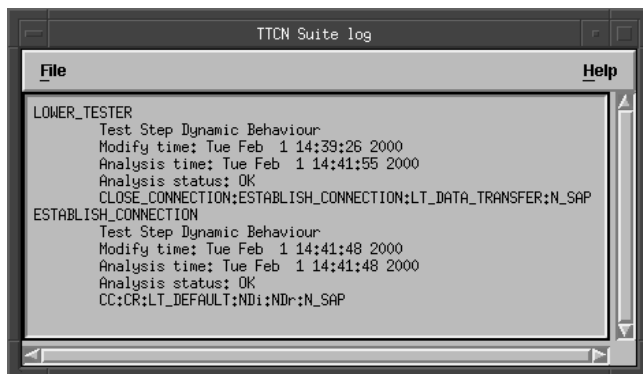 TTCN Suite log
File Help
LOWER_TESTER
Test Step Dynamic Behaviour
Modify time: Tue Feb  1 14:39:26 2000
Analysis time: Tue Feb  1 14:41:55 2000
Analysis status: OK
CLOSE_CONNECTION:ESTABLISH_CONNECTION:LT_DATA_TRANSFER:N_SAP
ESTABLISH_CONNECTION
Test Step Dynamic Behaviour
Modify time: Tue Feb  1 14:41:48 2000
Analysis time: Tue Feb  1 14:41:48 2000
Analysis status: OK
CC:CR:LT_DEFAULT:NDi:NDr:N_SAP